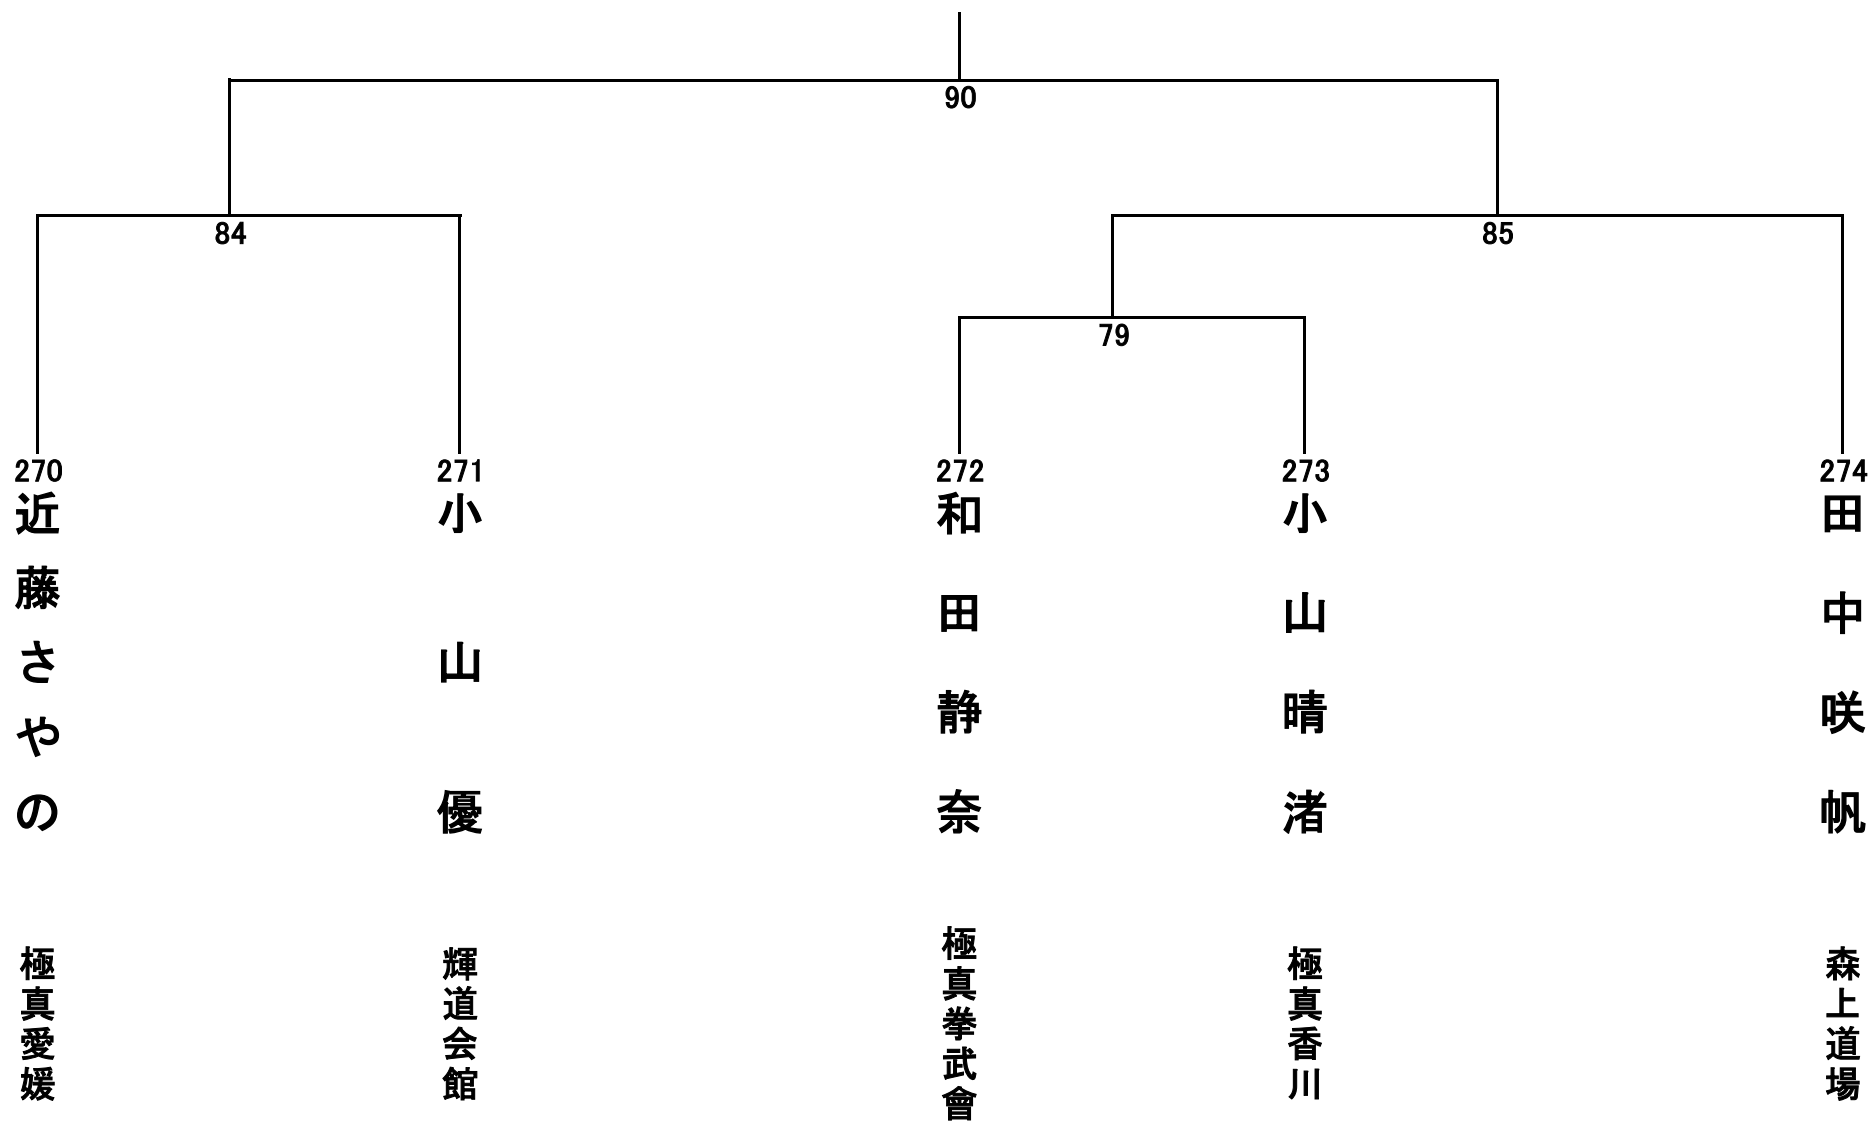 90
84
85
79
270
近藤さやの
極真愛媛
271
小山優
輝道会館
272
和田静奈
極真拳武會
273
小山晴渚
極真香川
274
田中咲帆
森上道場